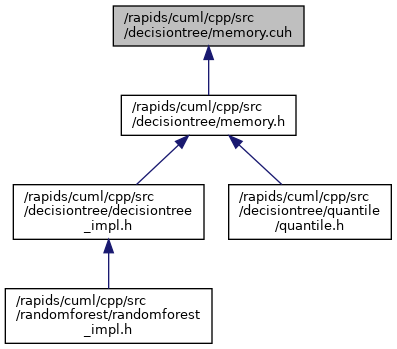 /rapids/cuml/cpp/src
/decisiontree/memory.cuh
/rapids/cuml/cpp/src
/decisiontree/memory.h
/rapids/cuml/cpp/src
/decisiontree/decisiontree
_impl.h
/rapids/cuml/cpp/src
/decisiontree/quantile
/quantile.h
/rapids/cuml/cpp/src
/randomforest/randomforest
_impl.h